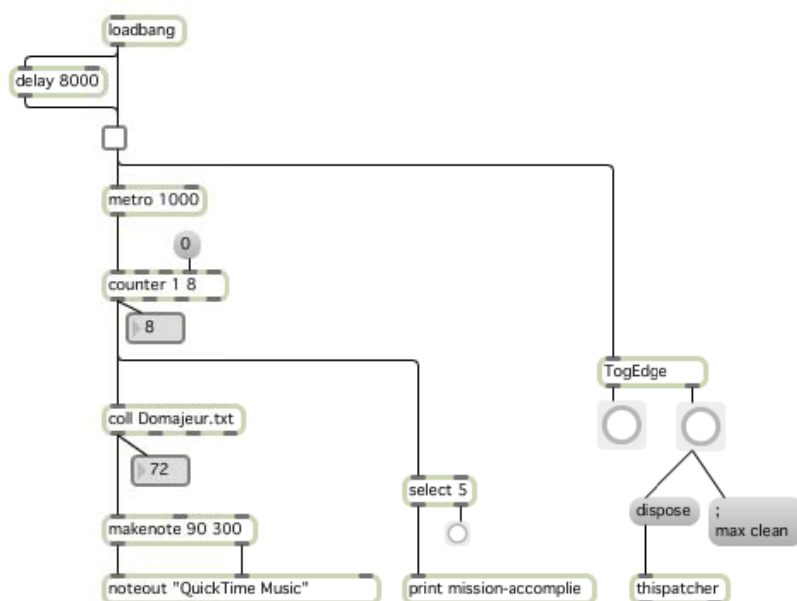 loadbang
delay 8000
metro 1000
0
counter 1 8
8
TogEdge
coll Domajeur.txt
72
select 5
dispose
;
max clean
makenote 90 300
noteout "QuickTime Music"
print mission-accomplie
thispatcher